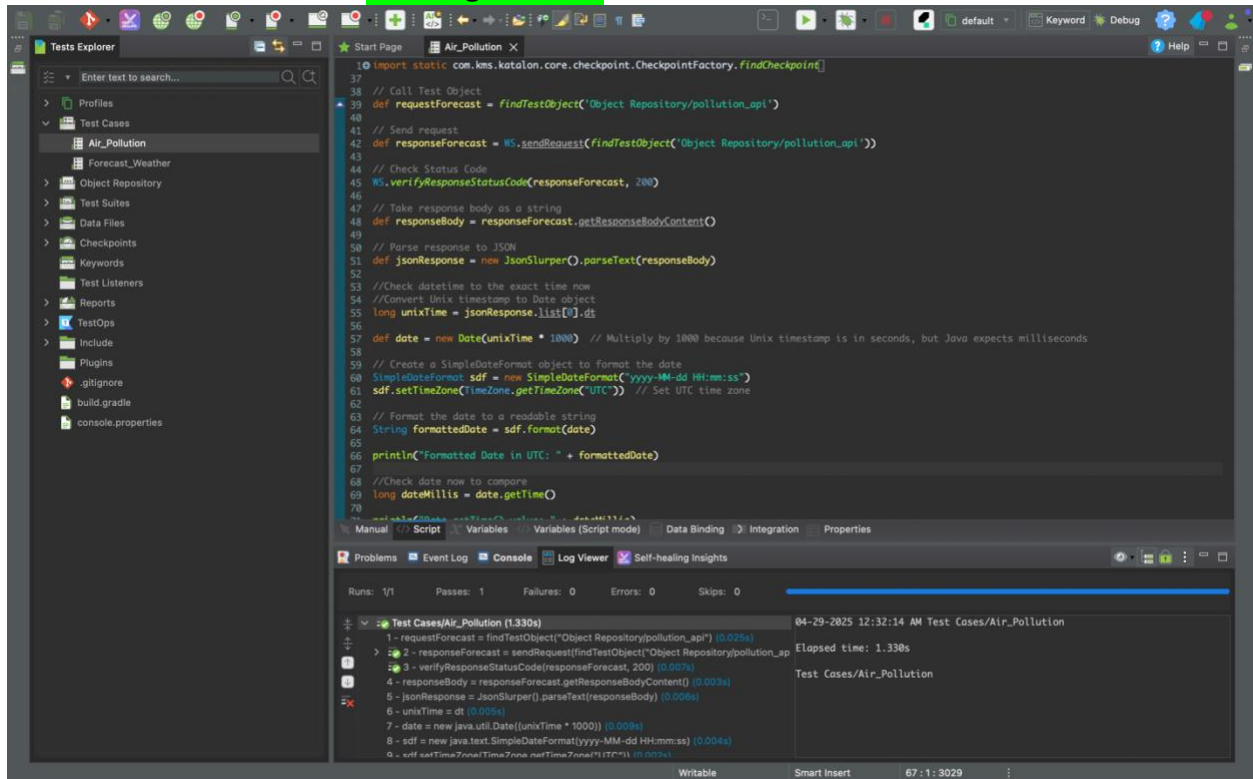 default
Keyword
Debug
Tests Explorer
Start Page
Air_Pollution
Help
Enter text to search...
Profiles
Test Cases
Air_Pollution
Forecast_Weather
Object Repository
Test Suites
Data Files
Checkpoints
Keywords
Test Listeners
Reports
TestOps
Include
Plugins
.gitignore
build.gradle
console.properties
1 import static com.kms.katalon.core.checkpoint.CheckpointFactory.findCheckpoint
37
38 // Call Test Object
39 def requestForecast = findTestObject('Object Repository/pollution_api')
40
41 // Send request
42 def responseForecast = WS.sendRequest(findTestObject('Object Repository/pollution_api'))
43
44 // Check Status Code
45 WS.verifyResponseStatusCode(responseForecast, 200)
46
47 // Take response body as a string
48 def responseBody = responseForecast.getResponseBodyContent()
49
50 // Parse response to JSON
51 def jsonResponse = new JsonSlurper().parseText(responseBody)
52
53 //Check datetime to the exact time now
54 //Convert Unix timestamp to Date object
55 long unixTime = jsonResponse.list[0].dt
56
57 def date = new Date(unixTime * 1000) // Multiply by 1000 because Unix timestamp is in seconds, but Java expects milliseconds
58
59 // Create a SimpleDateFormat object to format the date
60 SimpleDateFormat sdf = new SimpleDateFormat("yyyy-MM-dd HH:mm:ss")
61 sdf.setTimeZone(TimeZone.getTimeZone("UTC")) // Set UTC time zone
62
63 // Format the date to a readable string
64 String formattedDate = sdf.format(date)
65
66 println("Formatted Date in UTC: " + formattedDate)
67
68 //Check date now to compare
69 long dateMillis = date.getTime()
70
Manual Script Variables Variables (Script mode) Data Binding Integration Properties
Problems Event Log Console Log Viewer Self-healing Insights
Runs: 1/1 Passes: 1 Failures: 0 Errors: 0 Skips: 0
Test Cases/Air_Pollution (1.330s)
1 - requestForecast = findTestObject("Object Repository/pollution_api") (0.025s)
2 - responseForecast = sendRequest(findTestObject("Object Repository/pollution_ap
3 - verifyResponseStatusCode(responseForecast, 200) (0.007s)
4 - responseBody = responseForecast.getResponseBodyContent() (0.003s)
5 - jsonResponse = JsonSlurper().parseText(responseBody) (0.006s)
6 - unixTime = dt (0.005s)
7 - date = new java.util.Date((unixTime * 1000)) (0.009s)
8 - sdf = new java.text.SimpleDateFormat(yyyy-MM-dd HH:mm:ss) (0.004s)
9 - sdf.setTimeZone(TimeZone.getTimeZone("UTC")) (0.002s)
04-29-2025 12:32:14 AM Test Cases/Air_Pollution
Elapsed time: 1.330s
Test Cases/Air_Pollution
Writable Smart Insert 67 : 1 : 3029